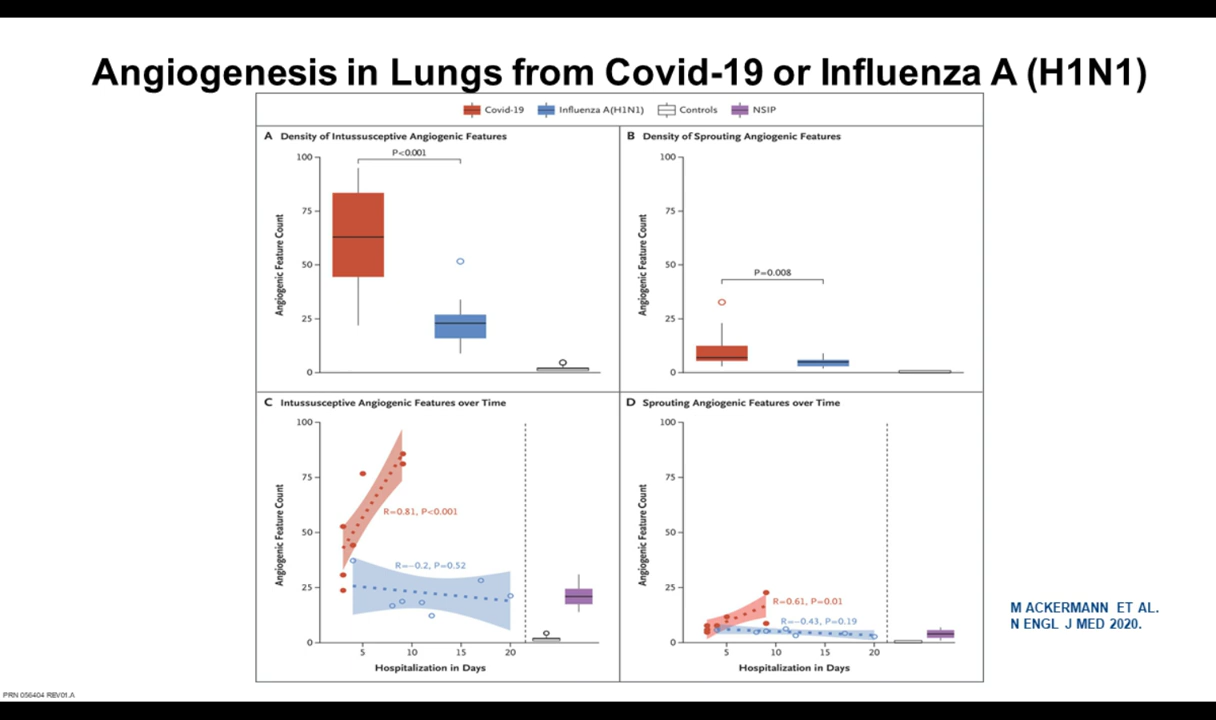 Angiogenesis in Lungs from Covid-19 or Influenza A (H1N1)
Covid-19 Influenza A(H1N1) Controls NSIP
A Density of Intussusceptive Angiogenic Features
P<0.001
100
75
50
25
0
Angiogenic Feature Count
B Density of Sprouting Angiogenic Features
P=0.008
100
75
50
25
0
Angiogenic Feature Count
C Intussusceptive Angiogenic Features over Time
100
75
50
25
0
Angiogenic Feature Count
R=0.81, P<0.001
R=−0.2, P=0.52
5 10 15 20
Hospitalization in Days
D Sprouting Angiogenic Features over Time
100
75
50
25
0
Angiogenic Feature Count
R=0.61, P=0.01
R=−0.43, P=0.19
5 10 15 20
Hospitalization in Days
M ACKERMANN ET AL.
N ENGL J MED 2020.
PRN 056404 REV01.A